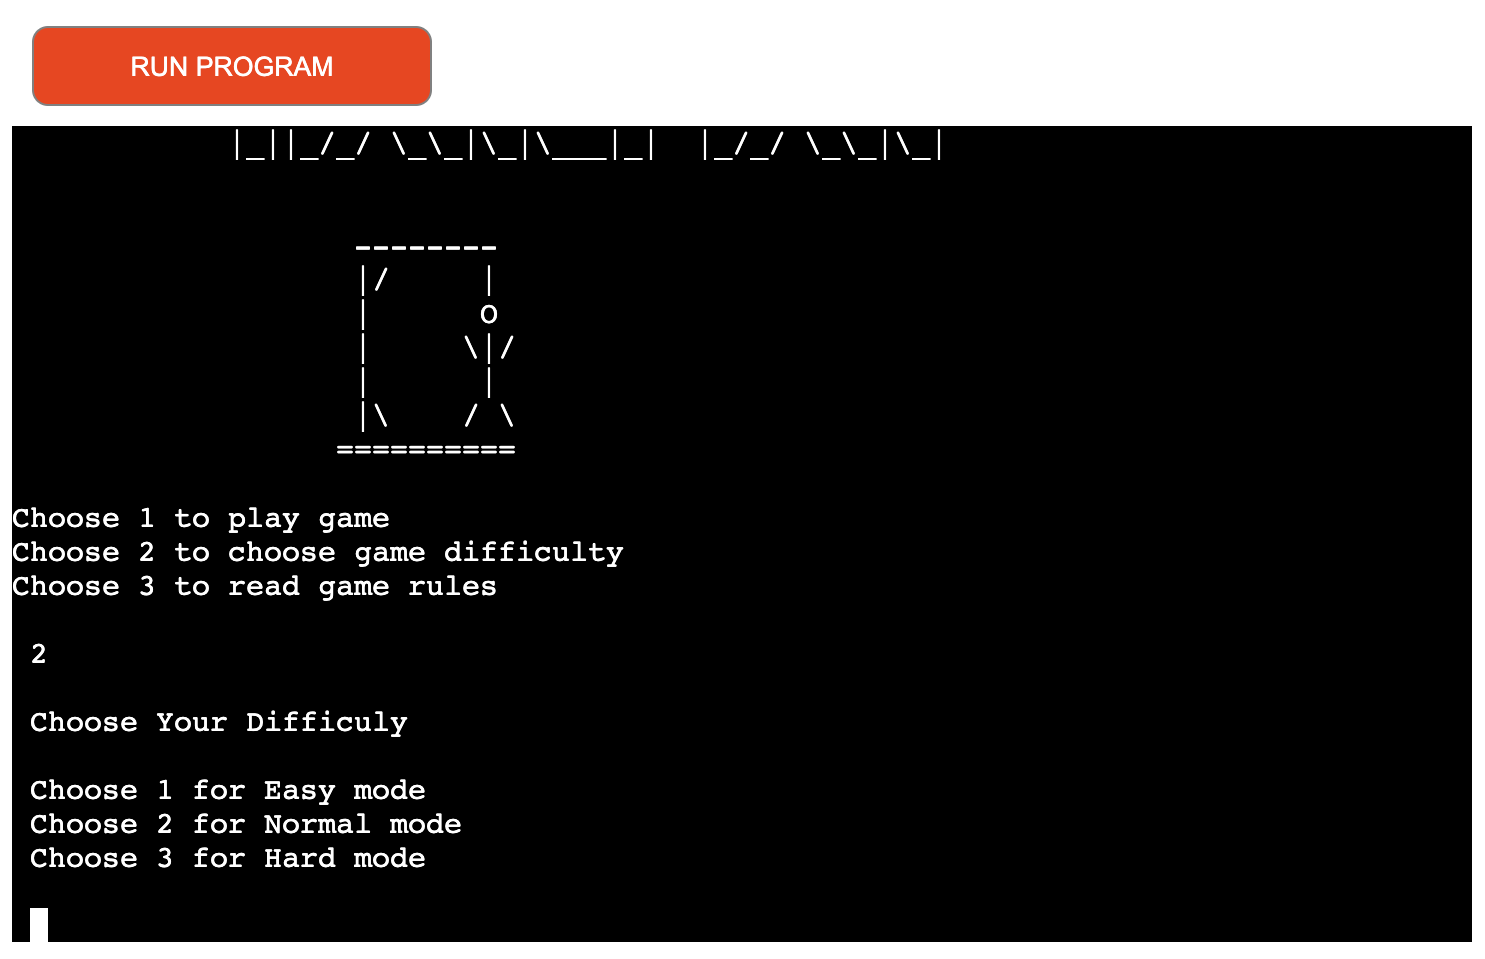 RUN PROGRAM
|_||_/_/ \_\_|\_|\___|_|  |_/_/ \_\_|\_|
--------
|/     |
|      O
|     \|/
|      |
|\    / \
==========
Choose 1 to play game
Choose 2 to choose game difficulty
Choose 3 to read game rules
2
Choose Your Difficuly
Choose 1 for Easy mode
Choose 2 for Normal mode
Choose 3 for Hard mode